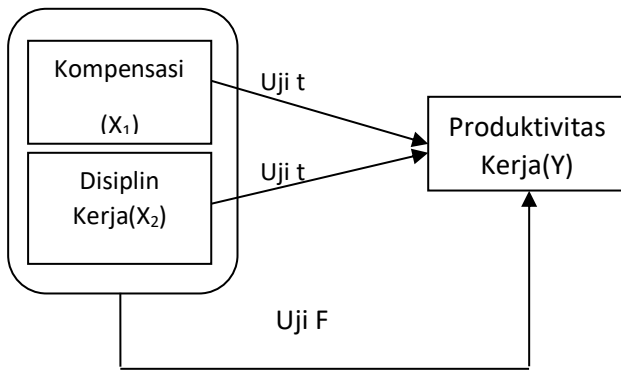 Kompensasi
(X₁)
Uji t
Disiplin
Kerja(X₂)
Uji t
Produktivitas
Kerja(Y)
Uji F